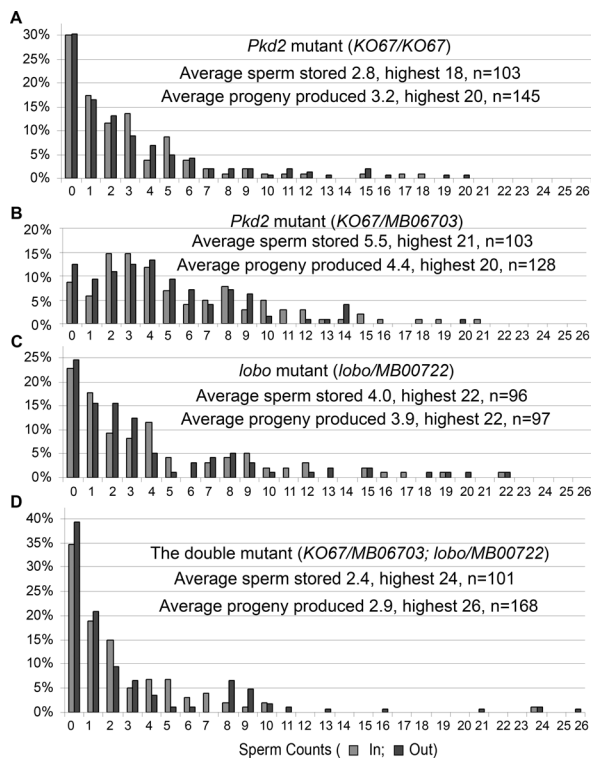 A
Pkd2 mutant (KO67/KO67)
Average sperm stored 2.8, highest 18, n=103
Average progeny produced 3.2, highest 20, n=145
30%
25%
20%
15%
10%
5%
0%
0 1 2 3 4 5 6 7 8 9 10 11 12 13 14 15 16 17 18 19 20 21 22 23 24 25 26
B
Pkd2 mutant (KO67/MB06703)
Average sperm stored 5.5, highest 21, n=103
Average progeny produced 4.4, highest 20, n=128
20%
15%
10%
5%
0%
0 1 2 3 4 5 6 7 8 9 10 11 12 13 14 15 16 17 18 19 20 21 22 23 24 25 26
C
lobo mutant (lobo/MB00722)
Average sperm stored 4.0, highest 22, n=96
Average progeny produced 3.9, highest 22, n=97
25%
20%
15%
10%
5%
0%
0 1 2 3 4 5 6 7 8 9 10 11 12 13 14 15 16 17 18 19 20 21 22 23 24 25 26
D
The double mutant (KO67/MB06703; lobo/MB00722)
Average sperm stored 2.4, highest 24, n=101
Average progeny produced 2.9, highest 26, n=168
40%
35%
30%
25%
20%
15%
10%
5%
0%
0 1 2 3 4 5 6 7 8 9 10 11 12 13 14 15 16 17 18 19 20 21 22 23 24 25 26
Sperm Counts ( In; Out)